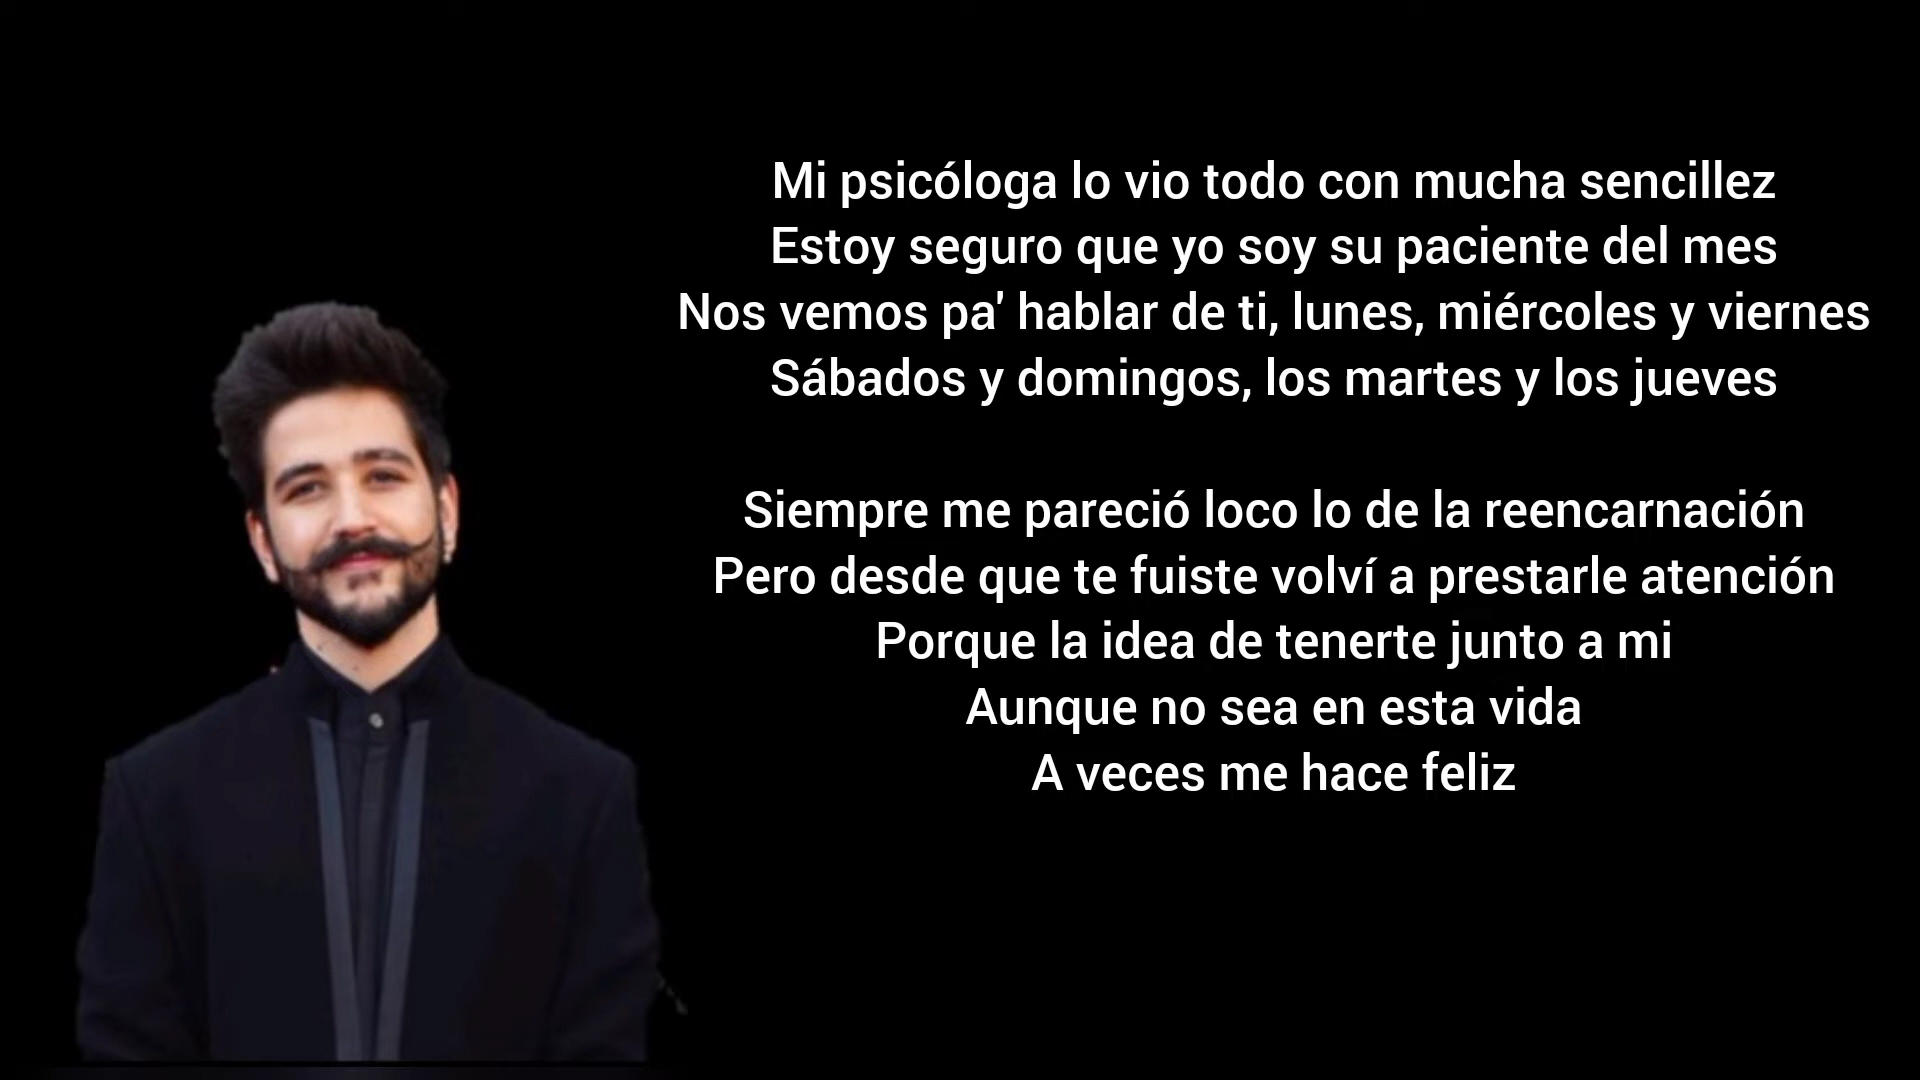 Mi psicóloga lo vio todo con mucha sencillez
Estoy seguro que yo soy su paciente del mes
Nos vemos pa' hablar de ti, lunes, miércoles y viernes
Sábados y domingos, los martes y los jueves
Siempre me pareció loco lo de la reencarnación
Pero desde que te fuiste volví a prestarle atención
Porque la idea de tenerte junto a mi
Aunque no sea en esta vida
A veces me hace feliz